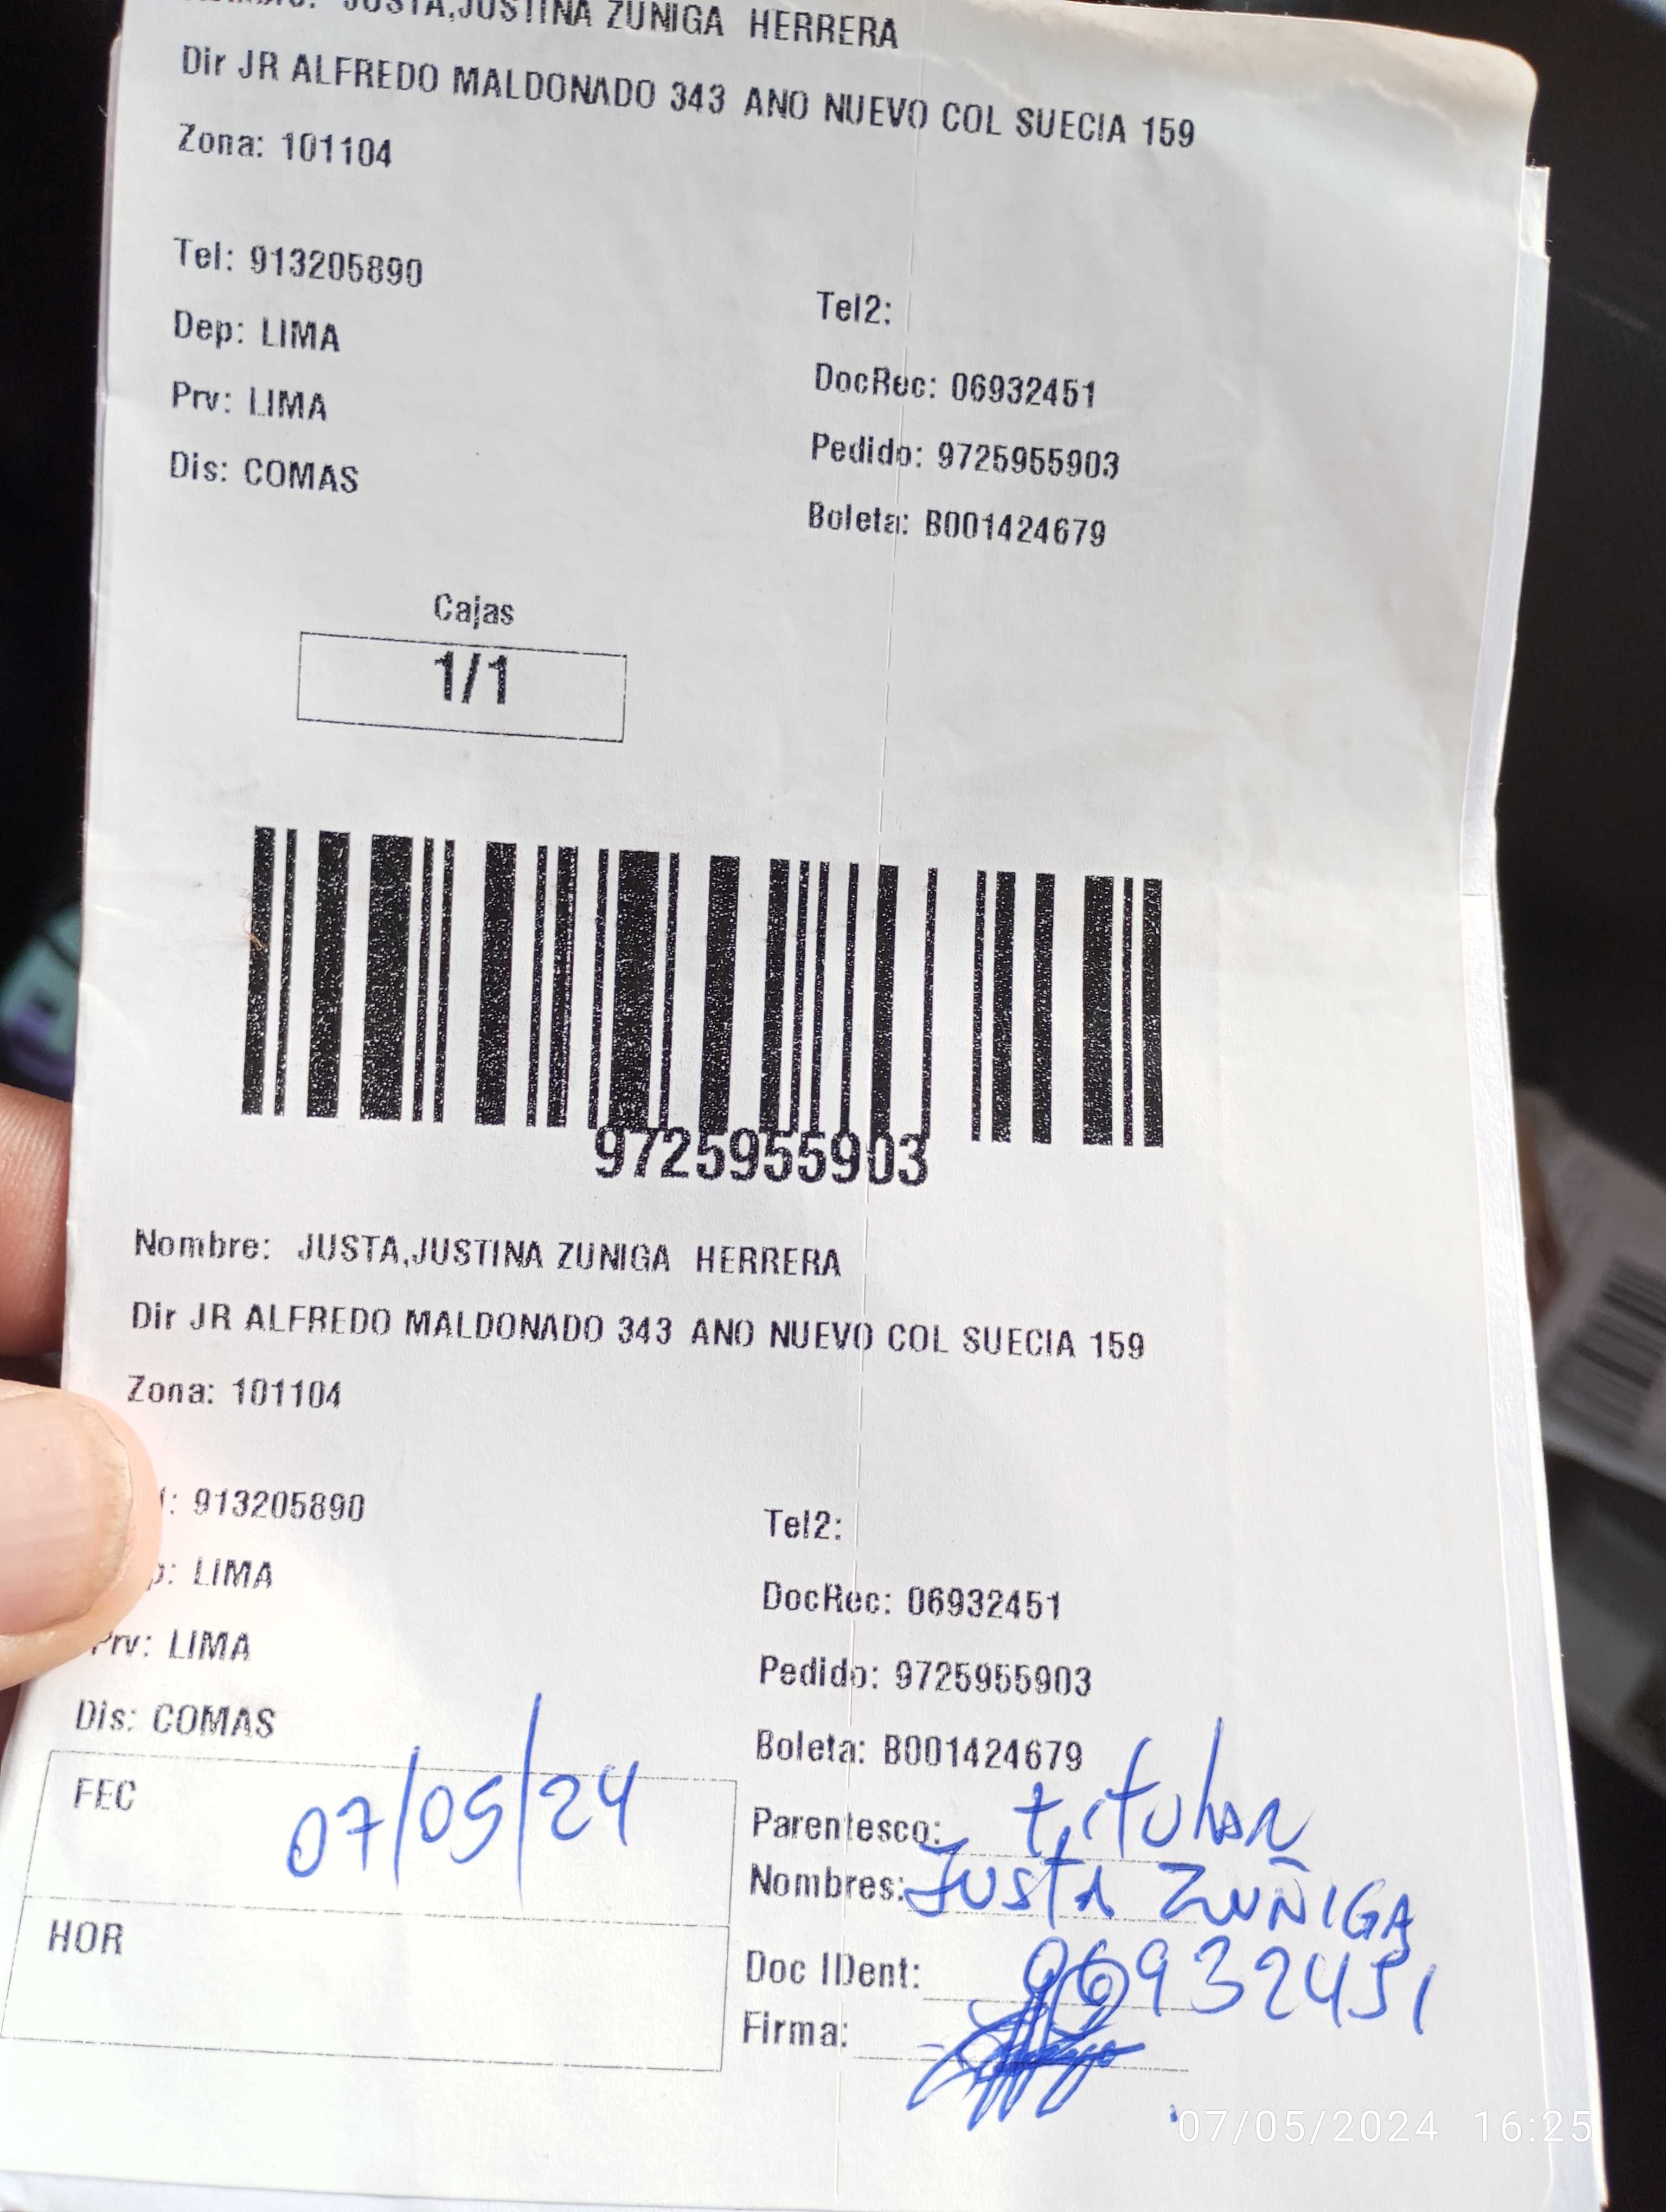 JUSTA,JUSTINA ZUNIGA HERRERA
Dir JR ALFREDO MALDONADO 343 ANO NUEVO COL SUECIA 159
Zona: 101104
Tel: 913205890
Tel2:
Dep: LIMA
DocRec: 06932451
Prv: LIMA
Pedido: 9725955903
Dis: COMAS
Boleta: B001424679
Cajas
1/1
9725955903
Nombre: JUSTA,JUSTINA ZUNIGA HERRERA
Dir JR ALFREDO MALDONADO 343 ANO NUEVO COL SUECIA 159
Zona: 101104
913205890
Tel2:
LIMA
DocRec: 06932451
Prv: LIMA
Pedido: 9725955903
Dis: COMAS
Boleta: B001424679
FEC 07/05/24
Parentesco: titular
Nombres: Justa ZUÑIGA
HOR
Doc IDent: 06932451
Firma:
07/05/2024 16:25